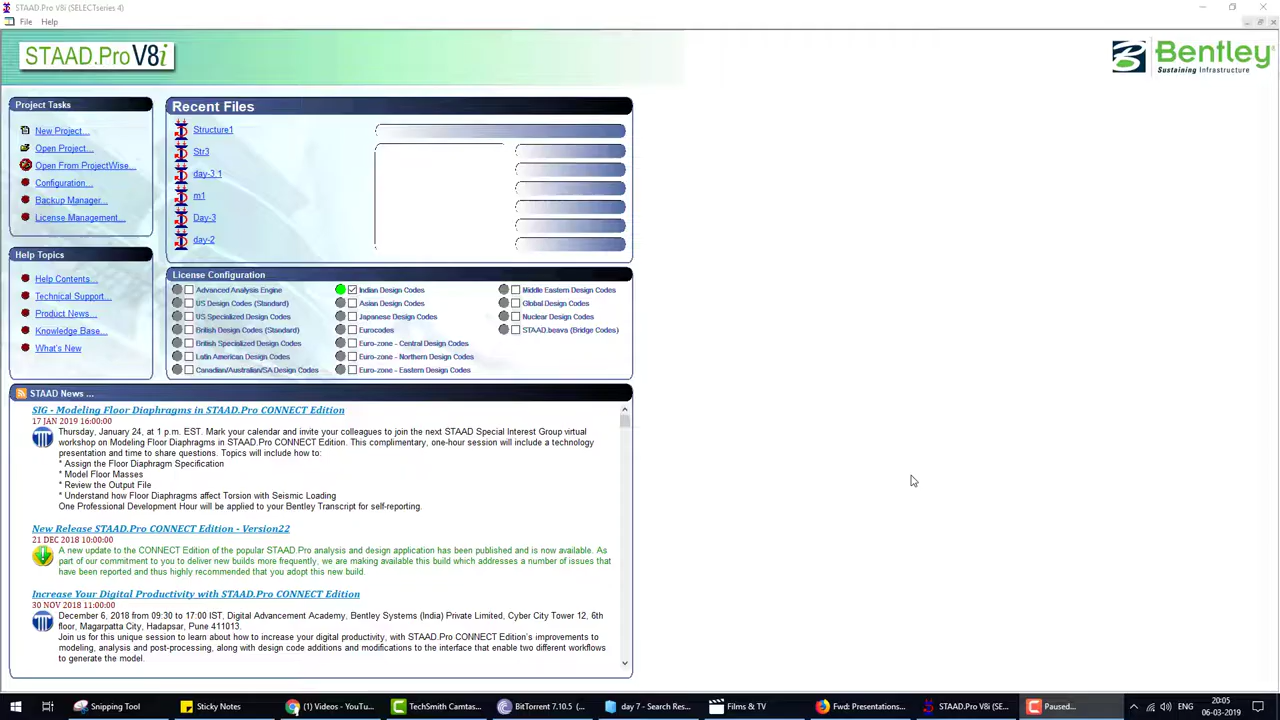 STAAD.Pro V8i (SELECTseries 4)
File Help
STAAD.Pro V8i
Bentley
Sustaining Infrastructure
Project Tasks
New Project...
Open Project...
Open From ProjectWise...
Configuration...
Backup Manager...
License Management...
Recent Files
Structure1
Str3
day-3.1
m1
Day-3
day-2
Help Topics
Help Contents...
Technical Support...
Product News...
Knowledge Base...
What's New
License Configuration
Advanced Analysis Engine
US Design Codes (Standard)
US Specialized Design Codes
British Design Codes (Standard)
British Specialized Design Codes
Latin American Design Codes
Canadian/Australian/SA Design Codes
Indian Design Codes
Asian Design Codes
Japanese Design Codes
Eurocodes
Euro-zone - Central Design Codes
Euro-zone - Northern Design Codes
Euro-zone - Eastern Design Codes
Middle Eastern Design Codes
Global Design Codes
Nuclear Design Codes
STAAD.beava (Bridge Codes)
STAAD News ...
SIG - Modeling Floor Diaphragms in STAAD.Pro CONNECT Edition
17 JAN 2019 16:00:00
Thursday, January 24, at 1 p.m. EST. Mark your calendar and invite your colleagues to join the next STAAD Special Interest Group virtual
workshop on Modeling Floor Diaphragms in STAAD.Pro CONNECT Edition. This complimentary, one-hour session will include a technology
presentation and time to share questions. Topics will include how to:
* Assign the Floor Diaphragm Specification
* Model Floor Masses
* Review the Output File
* Understand how Floor Diaphragms affect Torsion with Seismic Loading
One Professional Development Hour will be applied to your Bentley Transcript for self-reporting.
New Release STAAD.Pro CONNECT Edition - Version22
21 DEC 2018 10:00:00
A new update to the CONNECT Edition of the popular STAAD.Pro analysis and design application has been published and is now available. As
part of our commitment to you to deliver new builds more frequently, we are making available this build which addresses a number of issues that
have been reported and thus highly recommended that you adopt this new build.
Increase Your Digital Productivity with STAAD.Pro CONNECT Edition
30 NOV 2018 11:00:00
December 6, 2018 from 09:30 to 17:00 IST, Digital Advancement Academy, Bentley Systems (India) Private Limited, Cyber City Tower 12, 6th
floor, Magarpatta City, Hadapsar, Pune 411013.
Join us for this unique session to learn about how to increase your digital productivity, with STAAD.Pro CONNECT Edition's improvements to
modeling, analysis and post-processing, along with design code additions and modifications to the interface that enable two different workflows
to generate the model.
Snipping Tool
Sticky Notes
(1) Videos - YouTu...
TechSmith Camtas...
BitTorrent 7.10.5 (...
day 7 - Search Res...
Films & TV
Fwd: Presentations...
STAAD.Pro V8i (SE...
Paused...
ENG
20:05
06-03-2019